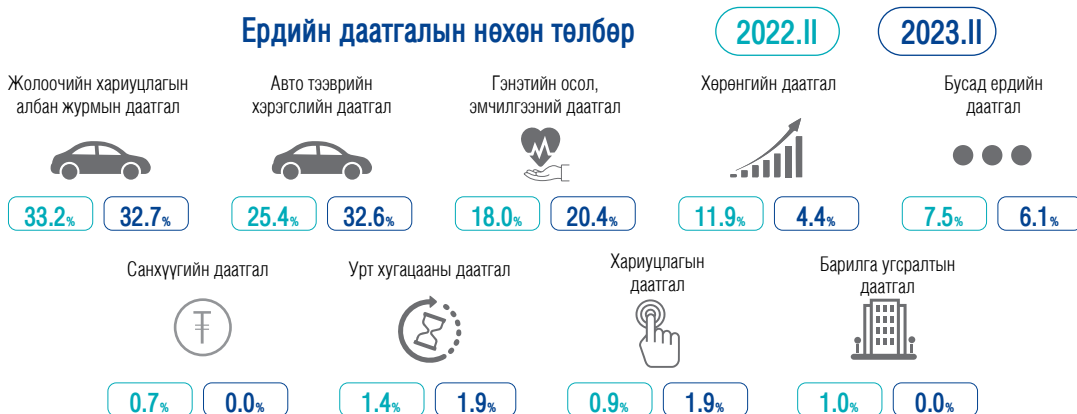 Ердийн даатгалын нөхөн төлбөр
2022.II
2023.II
Жолоочийн хариуцлагын
албан журмын даатгал
33.2%
32.7%
Авто тээврийн
хэрэгслийн даатгал
25.4%
32.6%
Гэнэтийн осол,
эмчилгээний даатгал
18.0%
20.4%
Хөрөнгийн даатгал
11.9%
4.4%
Бусад ердийн
даатгал
7.5%
6.1%
Санхүүгийн даатгал
₮
0.7%
0.0%
Урт хугацааны даатгал
1.4%
1.9%
Хариуцлагын
даатгал
0.9%
1.9%
Барилга угсралтын
даатгал
1.0%
0.0%